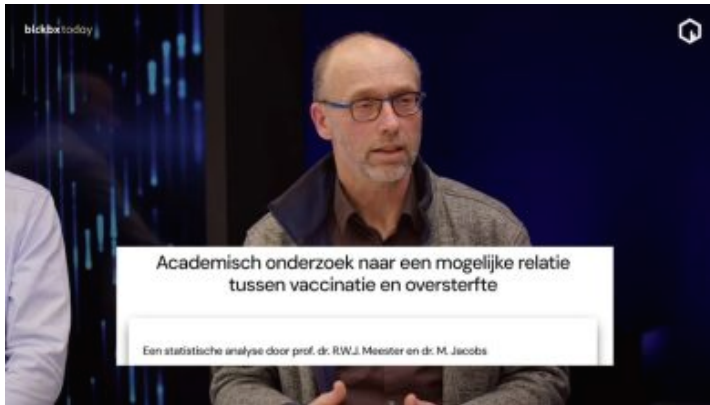 blckbx today
Academisch onderzoek naar een mogelijke relatie
tussen vaccinatie en oversterfte
Een statistische analyse door prof. dr. R.W.J. Meester en dr. M. Jacobs